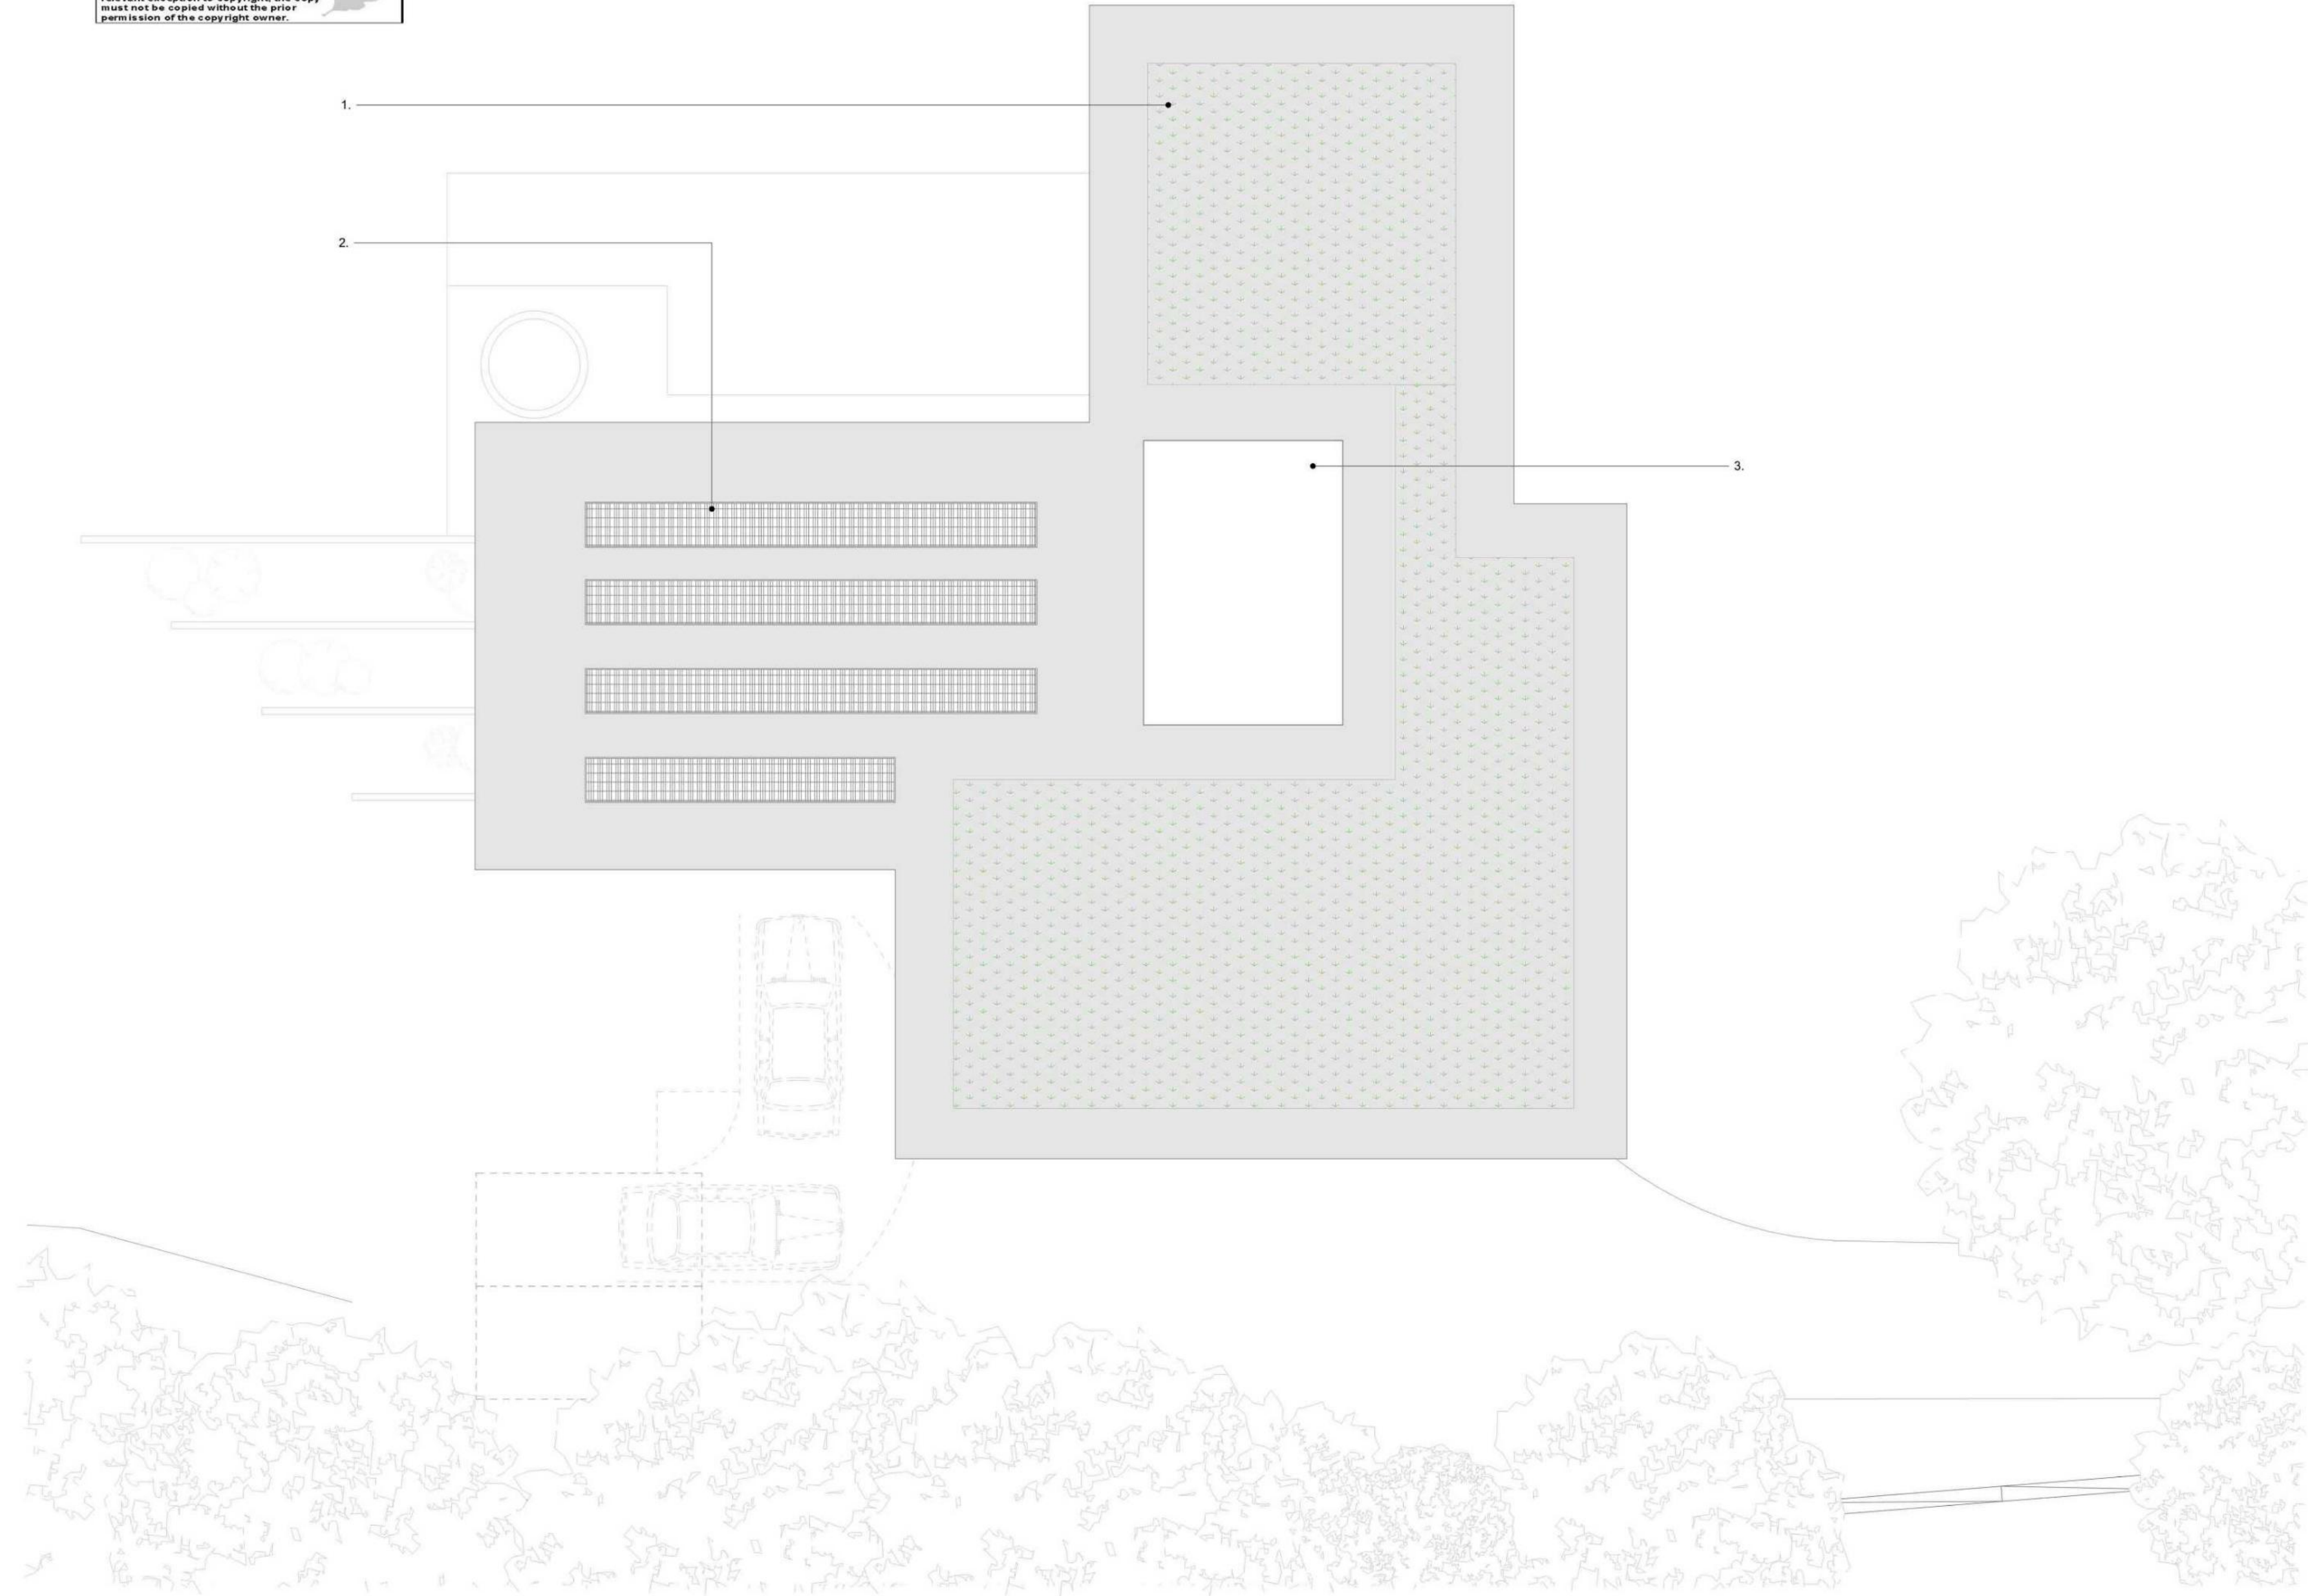 must not be copied without the prior
permission of the copyright owner.
1.
2.
3.